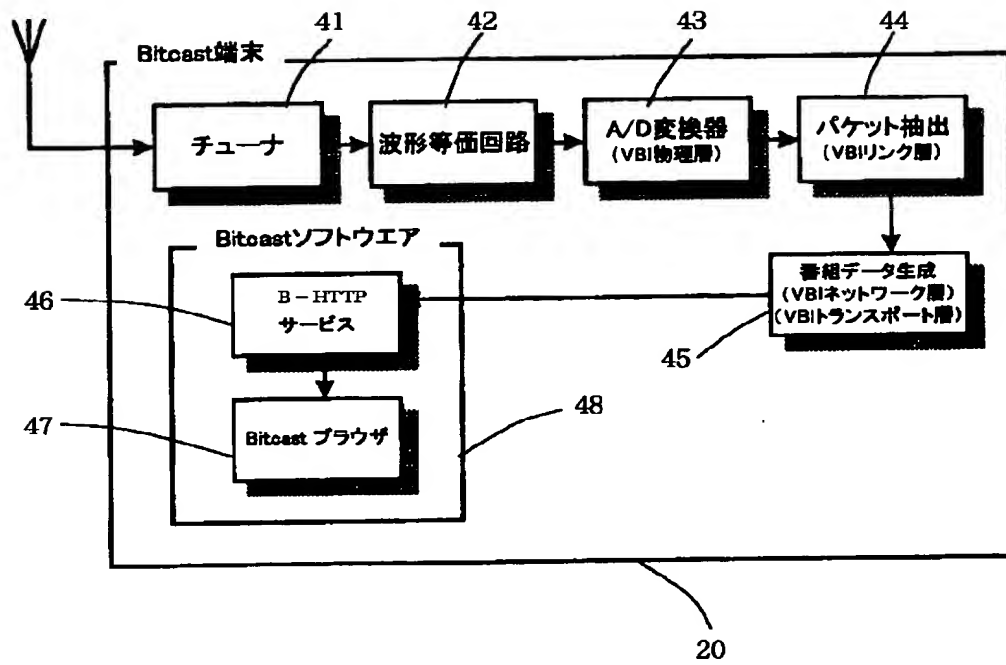 41
42
43
44
Bitcast端末
チューナ
波形等価回路
A/D変換器
(VBI物理層)
パケット抽出
(VBIリンク層)
Bitcastソフトウエア
番組データ生成
(VBIネットワーク層)
(VBIトランスポート層)
46
B－HTTP
サービス
45
47
Bitcast ブラウザ
48
20